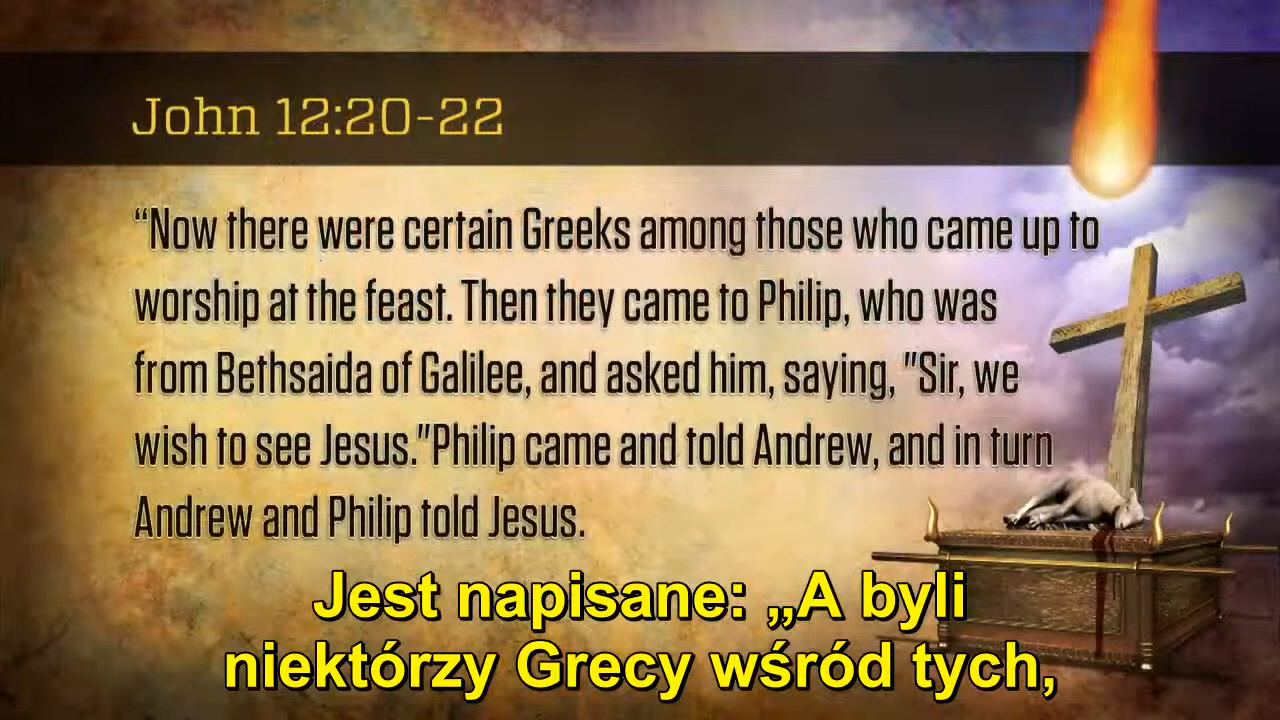 John 12:20-22
“Now there were certain Greeks among those who came up to
worship at the feast. Then they came to Philip, who was
from Bethsaida of Galilee, and asked him, saying, "Sir, we
wish to see Jesus."Philip came and told Andrew, and in turn
Andrew and Philip told Jesus.
Jest napisane: „A byli
niektórzy Grecy wśród tych,